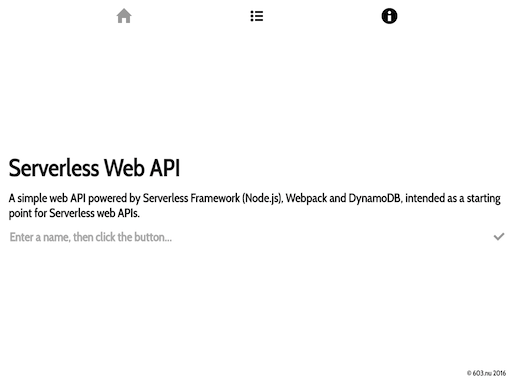 Serverless Web API
A simple web API powered by Serverless Framework (Node.js), Webpack and DynamoDB, intended as a starting
point for Serverless web APIs.
Enter a name, then click the button...
© 603.nu 2016